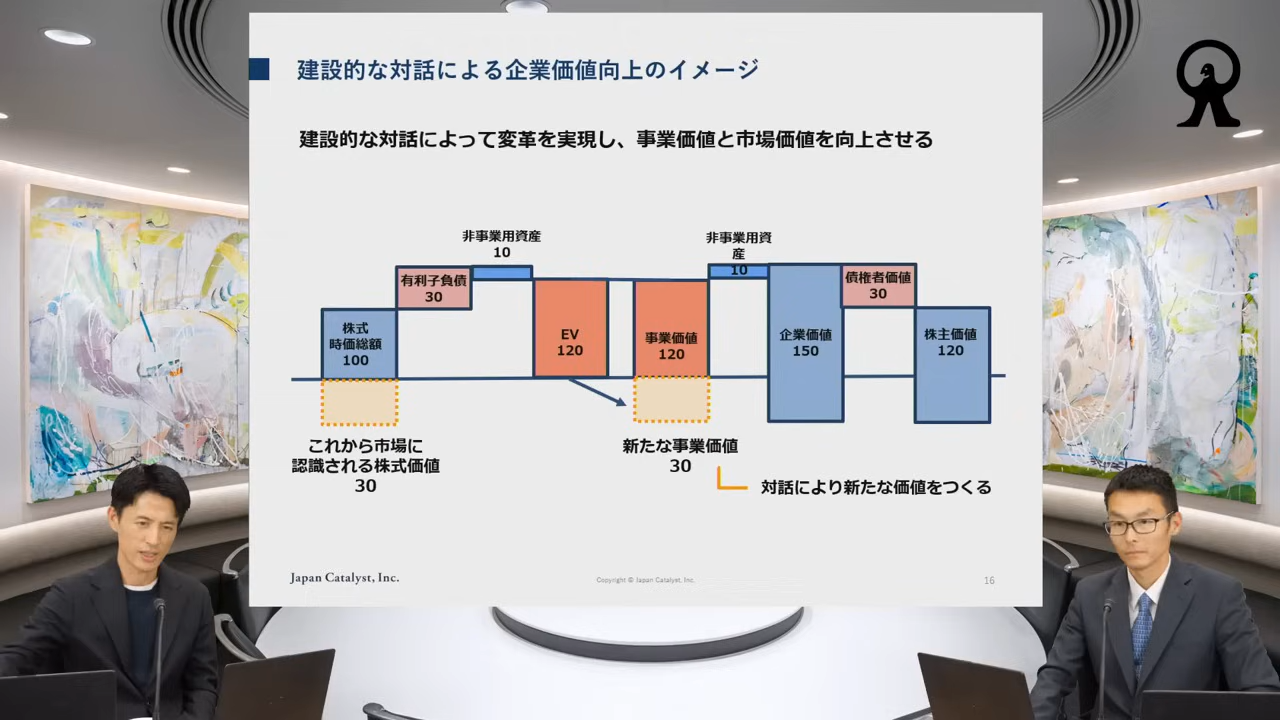 建設的な対話による企業価値向上のイメージ
建設的な対話によって変革を実現し、事業価値と市場価値を向上させる
非事業用資産
10
有利子負債
30
株式
時価総額
100
EV
120
これから市場に
認識される株式価値
30
非事業用資
産
10
事業価値
120
企業価値
150
債権者価値
30
株主価値
120
新たな事業価値
30
対話により新たな価値をつくる
Japan Catalyst, Inc.
Copyright © Japan Catalyst, Inc.
16